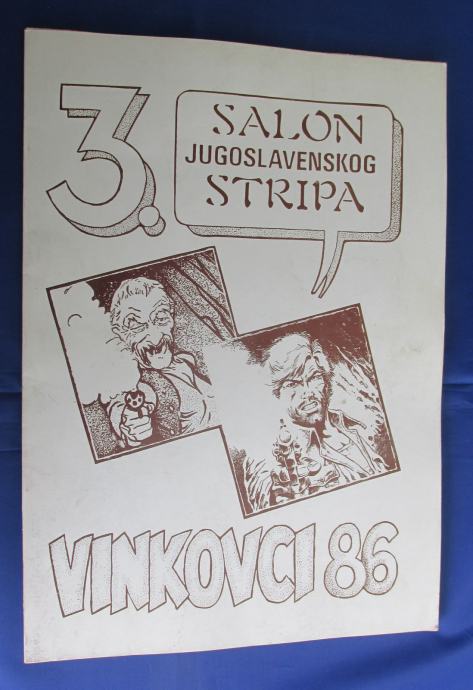 3.
SALON
JUGOSLAVENSKOG
STRIPA
VINKOVCI 86